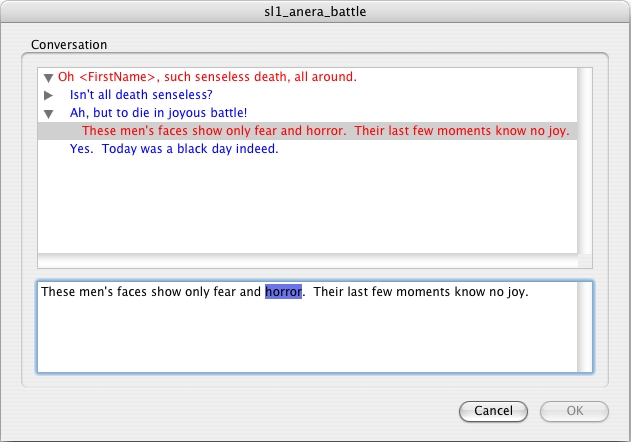 sl1_anera_battle
Conversation
Oh <FirstName>, such senseless death, all around.
Isn't all death senseless?
Ah, but to die in joyous battle!
These men's faces show only fear and horror.  Their last few moments know no joy.
Yes.  Today was a black day indeed.
These men's faces show only fear and horror.  Their last few moments know no joy.
Cancel
OK